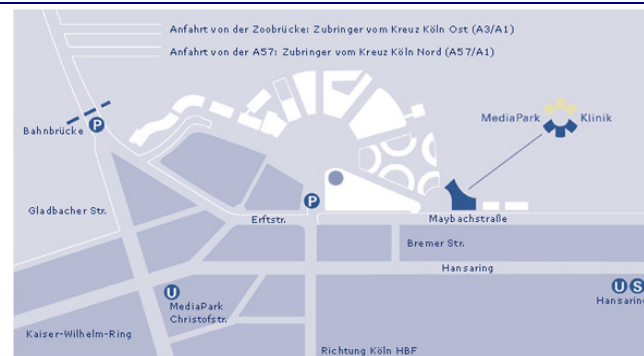 Anfahrt von der Zoobrücke: Zubringer vom Kreuz Köln Ost (A3/A1)
Anfahrt von der A57: Zubringer vom Kreuz Köln Nord (A57/A1)
MediaPark Klinik
Bahnbrücke P
P
Gladbacher Str.
Erftstr.
Maybachstraße
Bremer Str.
Hansaring
U
MediaPark
Christofstr.
U S
Hansaring
Kaiser-Wilhelm-Ring
Richtung Köln HBF